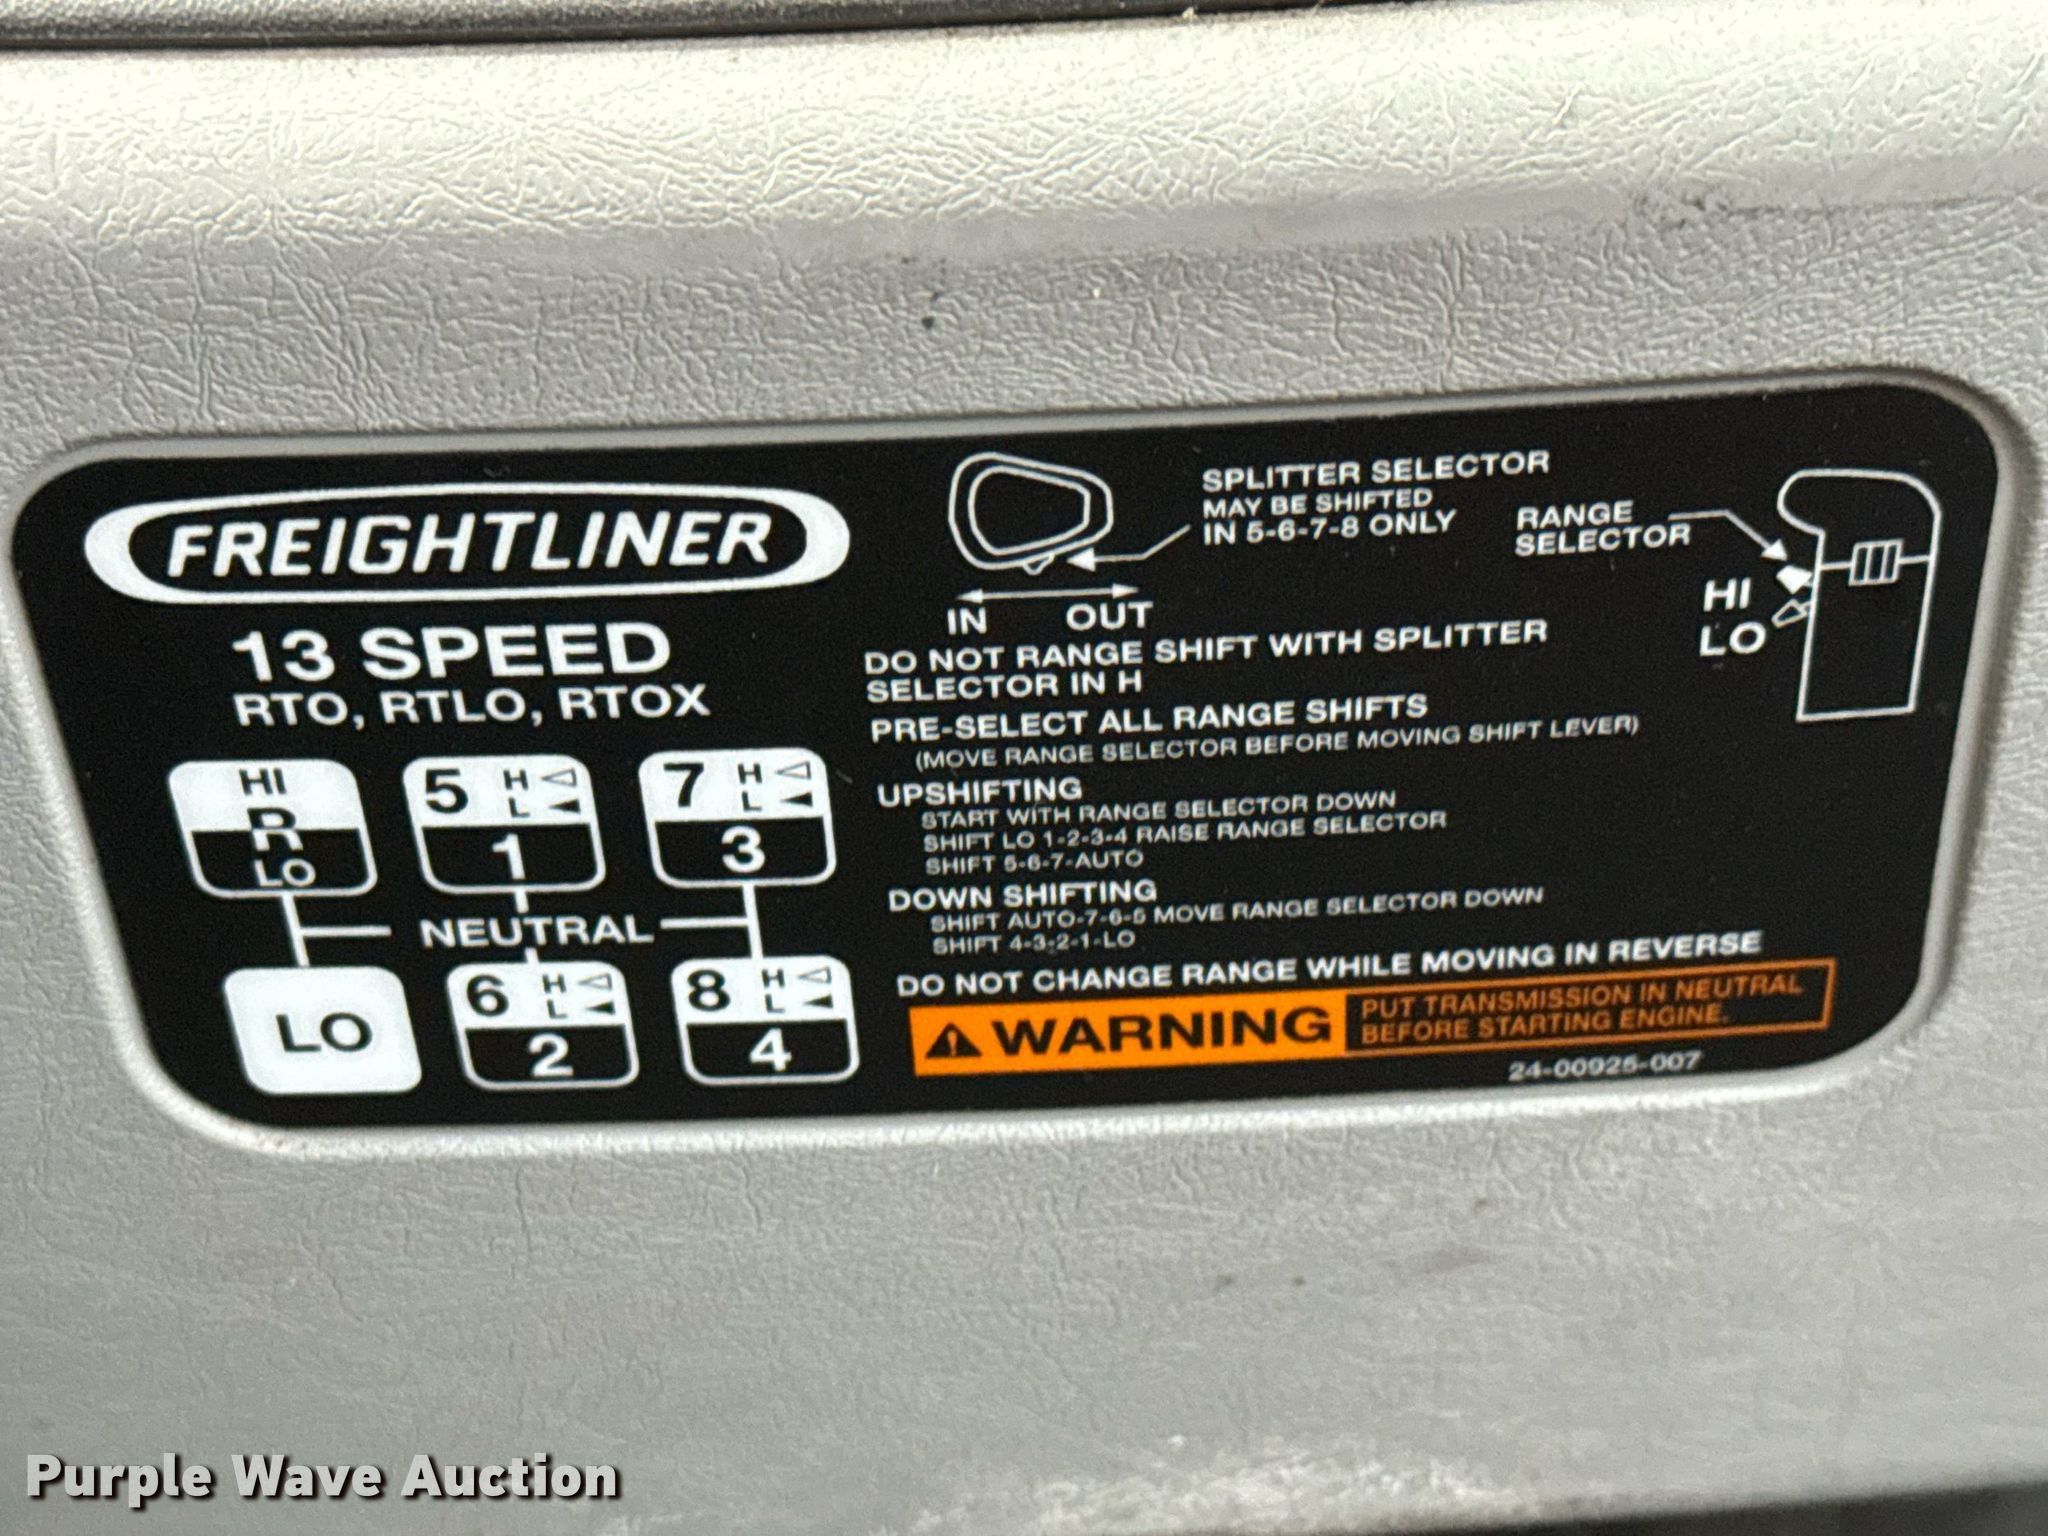 FREIGHTLINER
13 SPEED
RTO, RTLO, RTOX
HI
R
LO
5 H
L
1
7 H
L
3
NEUTRAL
LO
6 H
L
2
8 H
L
4
SPLITTER SELECTOR
MAY BE SHIFTED
IN 5-6-7-8 ONLY
IN OUT
RANGE
SELECTOR
HI
LO
DO NOT RANGE SHIFT WITH SPLITTER
SELECTOR IN H
PRE-SELECT ALL RANGE SHIFTS
(MOVE RANGE SELECTOR BEFORE MOVING SHIFT LEVER)
UPSHIFTING
START WITH RANGE SELECTOR DOWN
SHIFT LO 1-2-3-4 RAISE RANGE SELECTOR
SHIFT 5-6-7-AUTO
DOWN SHIFTING
SHIFT AUTO-7-6-5 MOVE RANGE SELECTOR DOWN
SHIFT 4-3-2-1-LO
DO NOT CHANGE RANGE WHILE MOVING IN REVERSE
WARNING
PUT TRANSMISSION IN NEUTRAL
BEFORE STARTING ENGINE.
24-00925-007
Purple Wave Auction